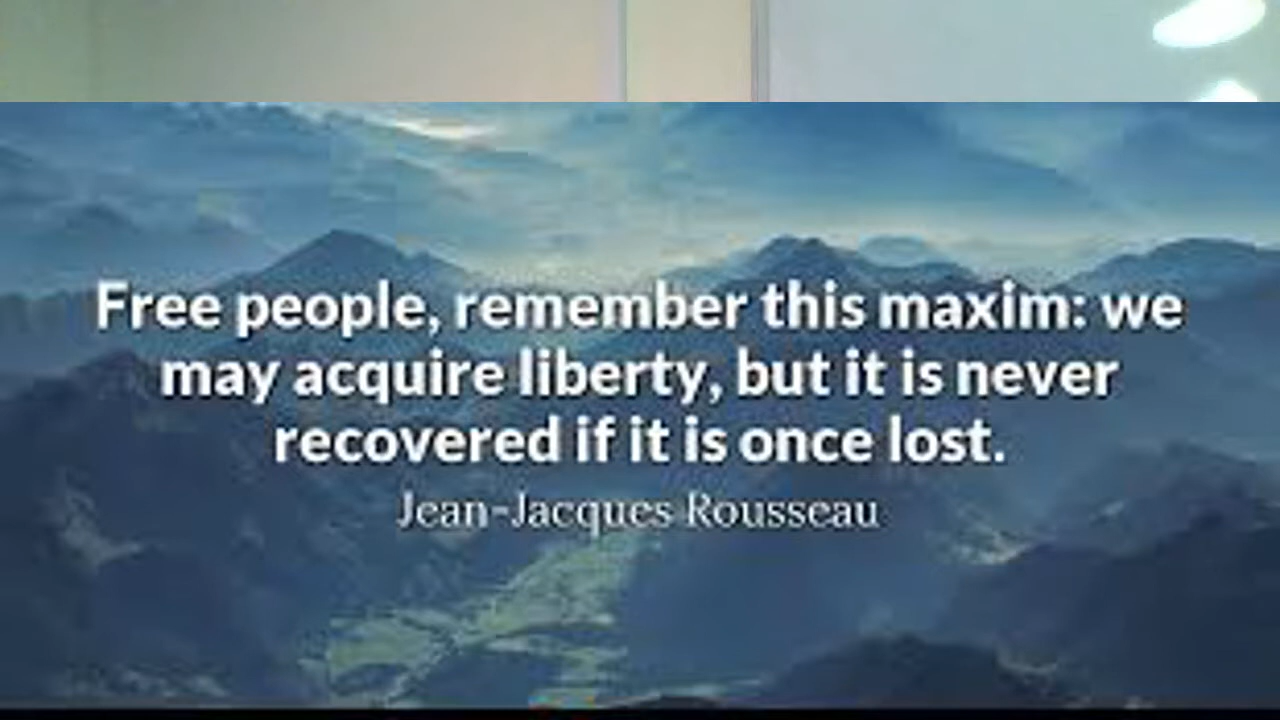 Free people, remember this maxim: we
may acquire liberty, but it is never
recovered if it is once lost.
Jean-Jacques Rousseau